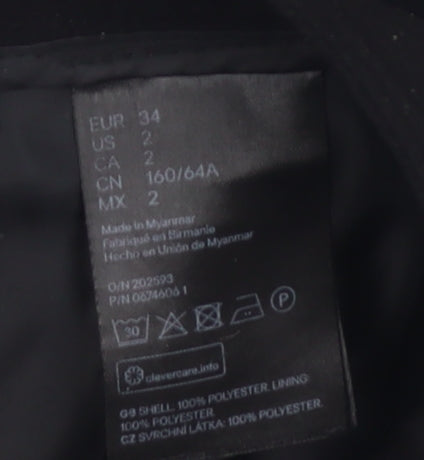 EUR 34
US 2
CA 2
CN 160/64A
MX 2
Made in Myanmar
Fabriqué en Birmanie
Hecho en Unión de Myanmar
O/N 202593
P/N 0674606 1
30 P
clevercare.info
GB SHELL: 100% POLYESTER. LINING:
100% POLYESTER.
CZ SVRCHNÍ LÁTKA: 100% POLYESTER.